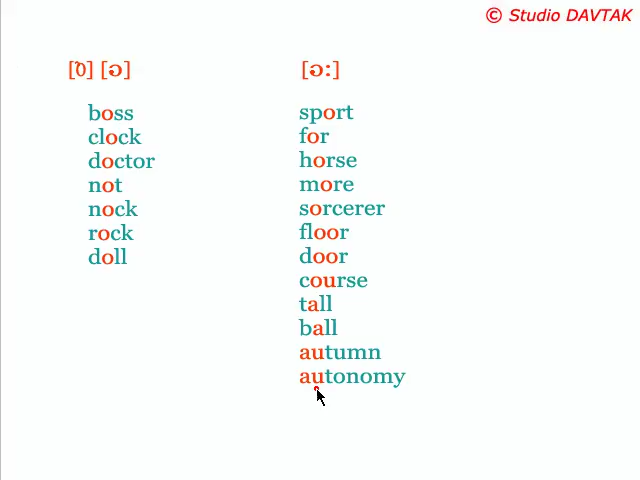 © Studio DAVTAK
[ð] [ɔ]
boss
clock
doctor
not
nock
rock
doll
[ɔ:]
sport
for
horse
more
sorcerer
floor
door
course
tall
ball
autumn
autonomy